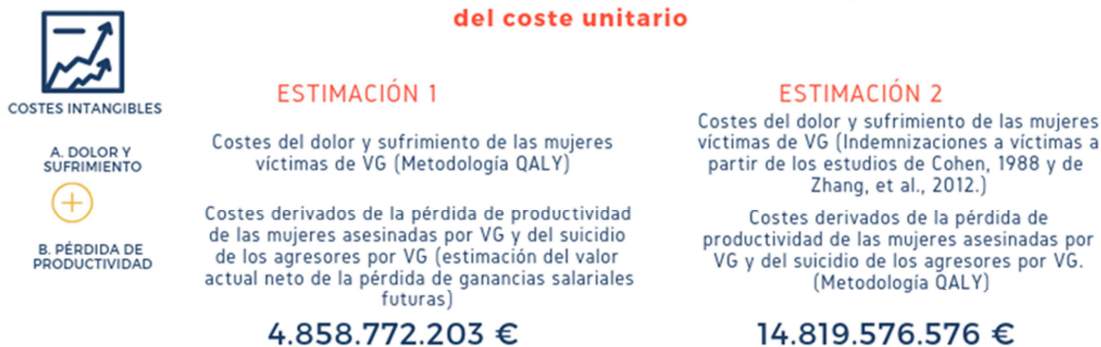 del coste unitario
COSTES INTANGIBLES
A. DOLOR Y
SUFRIMIENTO
B. PÉRDIDA DE
PRODUCTIVIDAD
ESTIMACIÓN 1
Costes del dolor y sufrimiento de las mujeres
víctimas de VG (Metodología QALY)
Costes derivados de la pérdida de productividad
de las mujeres asesinadas por VG y del suicidio
de los agresores por VG (estimación del valor
actual neto de la pérdida de ganancias salariales
futuras)
4.858.772.203 €
ESTIMACIÓN 2
Costes del dolor y sufrimiento de las mujeres
víctimas de VG (Indemnizaciones a víctimas a
partir de los estudios de Cohen, 1988 y de
Zhang, et al., 2012.)
Costes derivados de la pérdida de
productividad de las mujeres asesinadas por
VG y del suicidio de los agresores por VG.
(Metodología QALY)
14.819.576.576 €